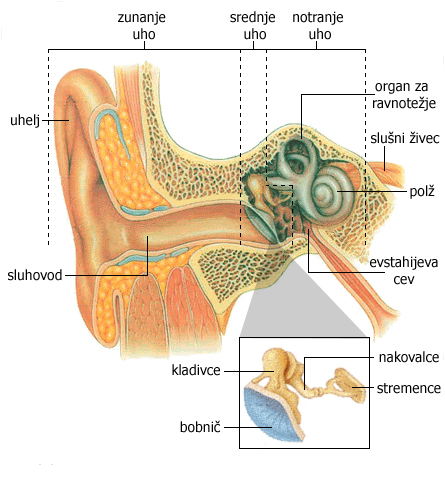 zunanje
uho
srednje
uho
notranje
uho
organ za
ravnotežje
uhelj
slušni živec
polž
sluhovod
evstahijeva
cev
kladivce
nakovalce
stremence
bobnič